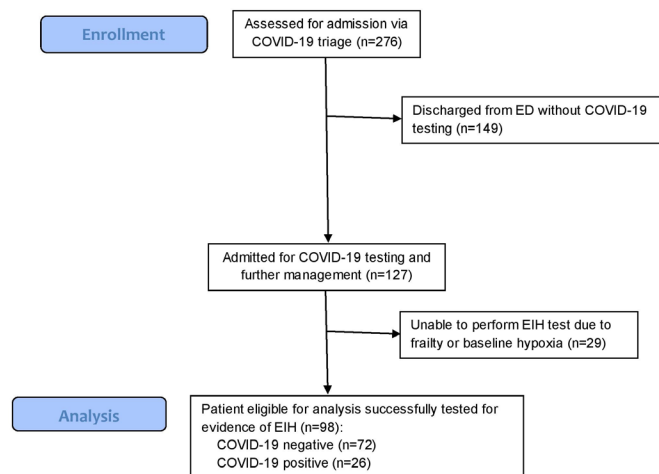 Enrollment
Assessed for admission via
COVID-19 triage (n=276)
Discharged from ED without COVID-19
testing (n=149)
Admitted for COVID-19 testing and
further management (n=127)
Unable to perform EIH test due to
frailty or baseline hypoxia (n=29)
Analysis
Patient eligible for analysis successfully tested for
evidence of EIH (n=98):
COVID-19 negative (n=72)
COVID-19 positive (n=26)